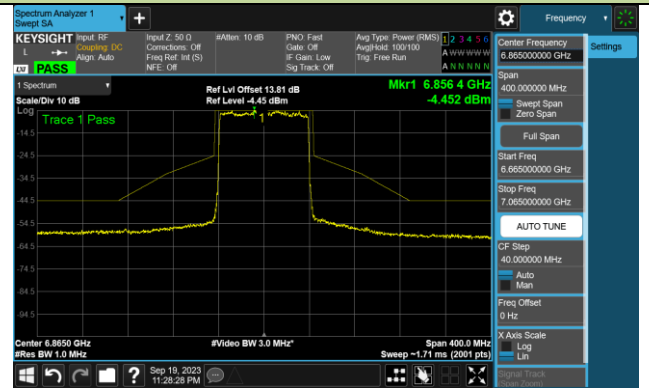 Spectrum Analyzer 1
Swept SA
Frequency
KEYSIGHT
L
PASS
Input: RF
Coupling: DC
Align: Auto
Input Z: 50 Ω
Corrections: Off
Freq Ref: Int (S)
NFE: Off
#Atten: 10 dB
PNO: Fast
Gate: Off
IF Gain: Low
Sig Track: Off
Avg Type: Power (RMS)
Avg|Hold: 100/100
Trig: Free Run
1 2 3 4 5 6
A W W W W W
A N N N N N
1 Spectrum
Scale/Div 10 dB
Ref Lvl Offset 13.81 dB
Ref Level -4.45 dBm
Mkr1 6.856 4 GHz
-4.452 dBm
Log
Trace 1 Pass
1
-14.5
-24.5
-34.5
-44.5
-54.5
-64.5
-74.5
-84.5
-94.5
Center 6.8650 GHz
#Res BW 1.0 MHz
#Video BW 3.0 MHz*
Span 400.0 MHz
Sweep ~1.71 ms (2001 pts)
Center Frequency
6.865000000 GHz
Span
400.000000 MHz
Swept Span
Zero Span
Full Span
Start Freq
6.665000000 GHz
Stop Freq
7.065000000 GHz
AUTO TUNE
CF Step
40.000000 MHz
Auto
Man
Freq Offset
0 Hz
X Axis Scale
Log
Lin
Signal Track
(Span Zoom)
Settings
Sep 19, 2023
11:28:28 PM